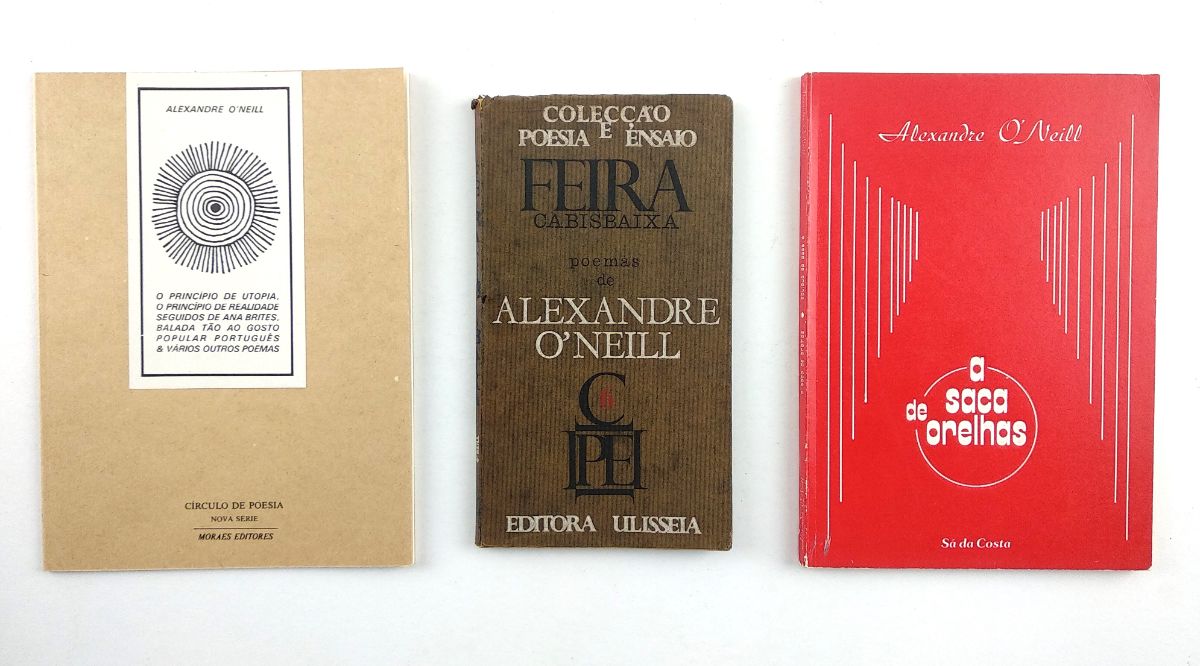 ALEXANDRE O'NEILL
O PRINCÍPIO DE UTOPIA,
O PRINCÍPIO DE REALIDADE
SEGUIDOS DE ANA BRITES,
BALADA TÃO AO GOSTO
POPULAR PORTUGUÊS
& VÁRIOS OUTROS POEMAS
CÍRCULO DE POESIA
NOVA SÉRIE
MORAES EDITORES
COLECÇÃO
POESIA E ENSAIO
FEIRA
CABISBAIXA
poemas
de
ALEXANDRE
O'NEILL
C
6
PE
EDITORA ULISSEIA
Alexandre O'Neill
a
saca
de orelhas
Sá da Costa